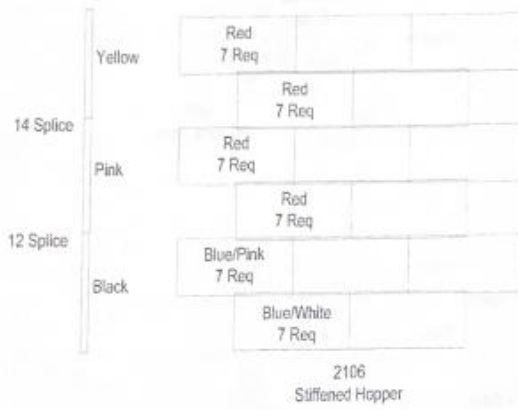 Red
7 Req
Yellow
Red
7 Req
14 Splice
Red
7 Req
Pink
Red
7 Req
12 Splice
Blue/Pink
7 Req
Black
Blue/White
7 Req
2106
Stiffened Hopper